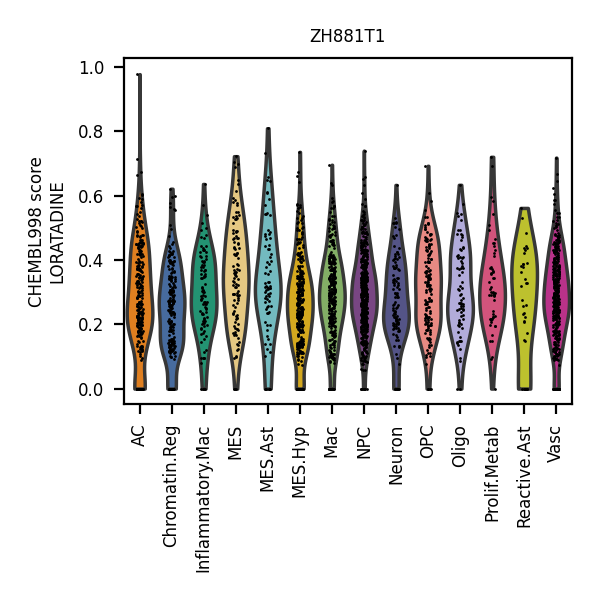 ZH881T1
CHEMBL998 score
LORATADINE
1.0
0.8
0.6
0.4
0.2
0.0
AC
Chromatin.Reg
Inflammatory.Mac
MES
MES.Ast
MES.Hyp
Mac
NPC
Neuron
OPC
Oligo
Prolif.Metab
Reactive.Ast
Vasc